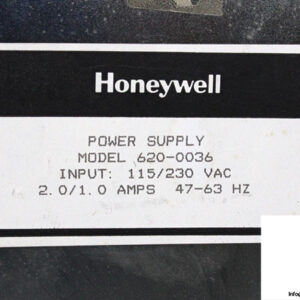 Honeywell
POWER SUPPLY
MODEL 620-0036
INPUT: 115/230 VAC
2.0/1.0 AMPS 47-63 HZ